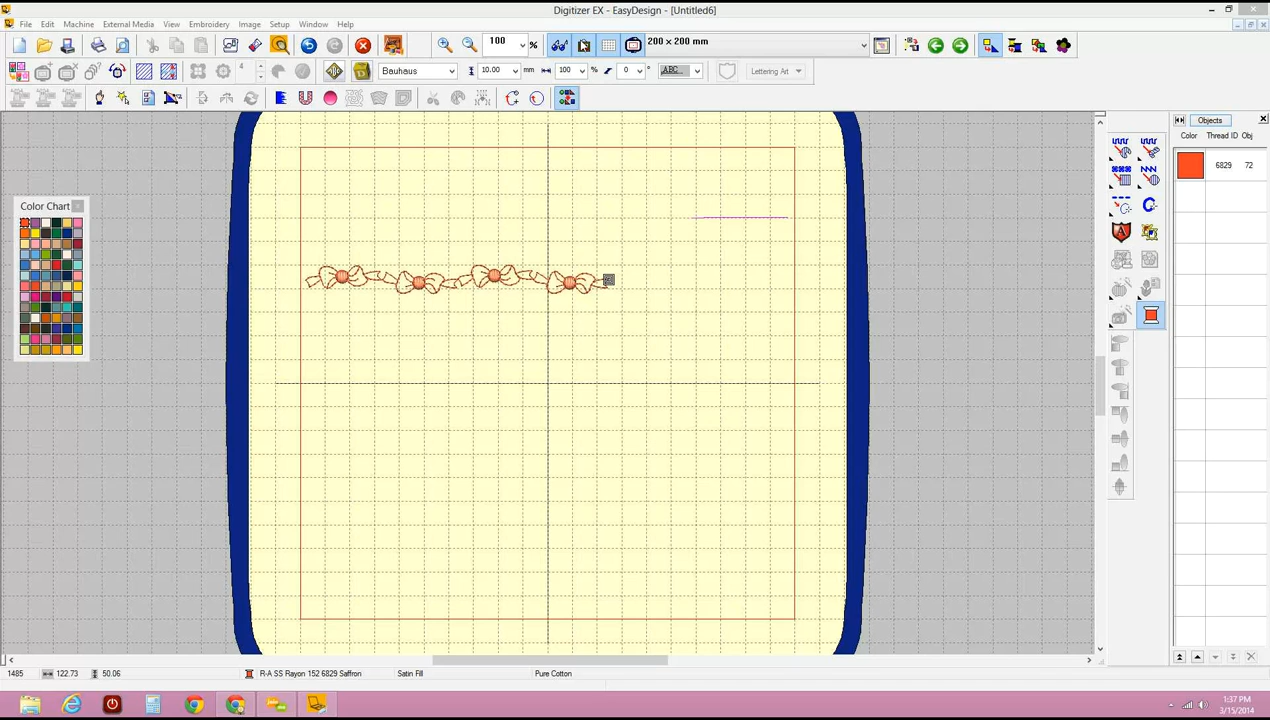 Digitizer EX - EasyDesign - [Untitled6]
File Edit Machine External Media View Embroidery Image Setup Window Help
100 % 200 × 200 mm
4 Bauhaus 10.00 mm 100 % 0 ° ABC Lettering Art
Objects
Color Thread ID Obj
6829 72
Color Chart
1485 122.73 50.06 R-A SS Rayon 152 6829 Saffron Satin Fill Pure Cotton
1:37 PM
3/15/2014